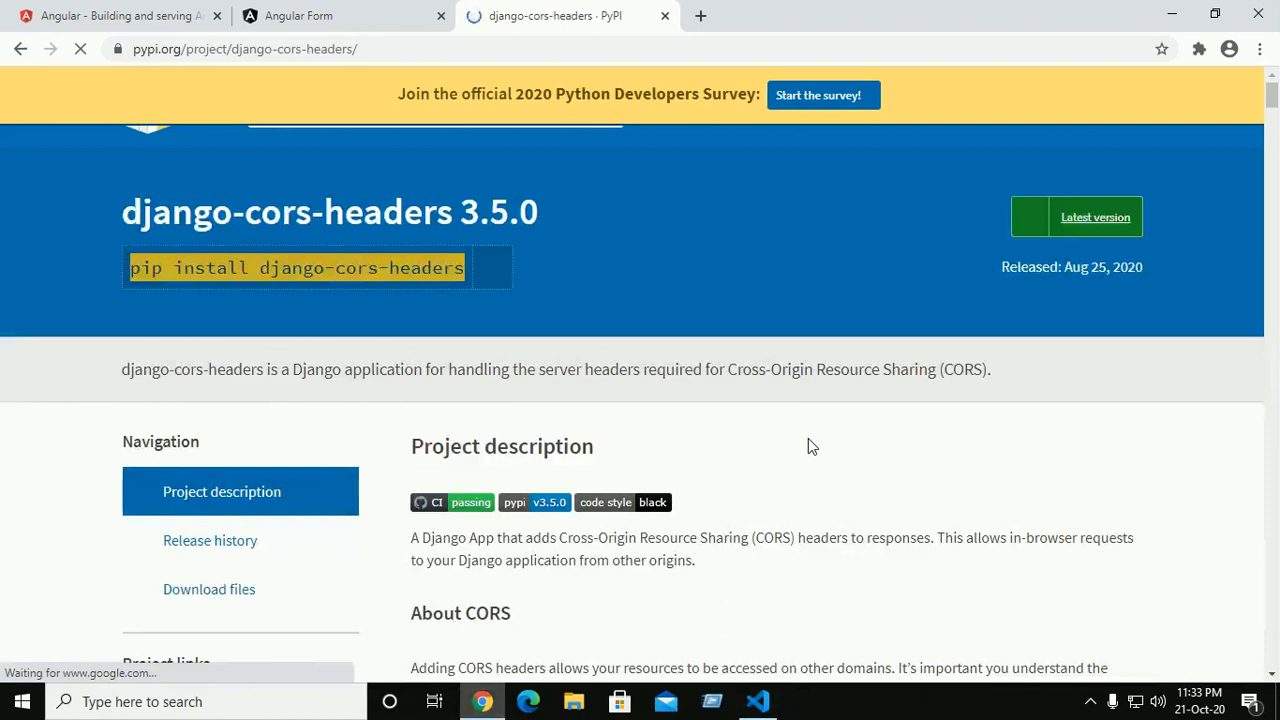 Angular - Building and serving A
Angular Form
django-cors-headers · PyPI
pypi.org/project/django-cors-headers/
Join the official 2020 Python Developers Survey:
Start the survey!
django-cors-headers 3.5.0
Latest version
pip install django-cors-headers
Released: Aug 25, 2020
django-cors-headers is a Django application for handling the server headers required for Cross-Origin Resource Sharing (CORS).
Navigation
Project description
Project description
CI passing pypi v3.5.0 code style black
Release history
A Django App that adds Cross-Origin Resource Sharing (CORS) headers to responses. This allows in-browser requests
to your Django application from other origins.
Download files
About CORS
Project links
Adding CORS headers allows your resources to be accessed on other domains. It's important you understand the
Waiting for www.google.com...
Type here to search
11:33 PM
21-Oct-20
1